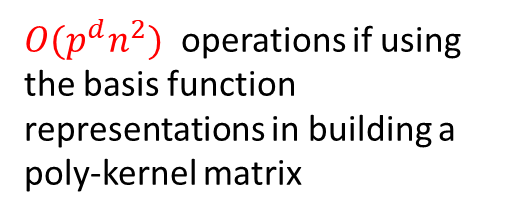 O(p^d n^2) operations if using
the basis function
representations in building a
poly-kernel matrix